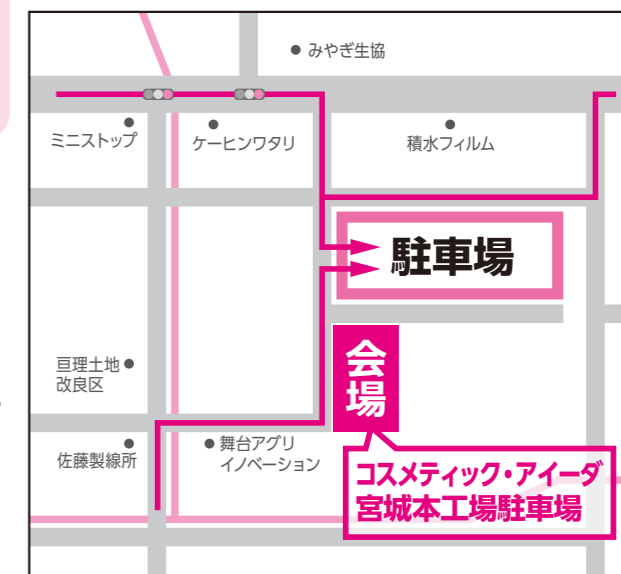 みやぎ生協
ミニストップ
ケーヒンワタリ
積水フィルム
駐車場
亘理土地
改良区
会場
佐藤製線所
舞台アグリ
イノベーション
コスメティック・アイーダ
宮城本工場駐車場